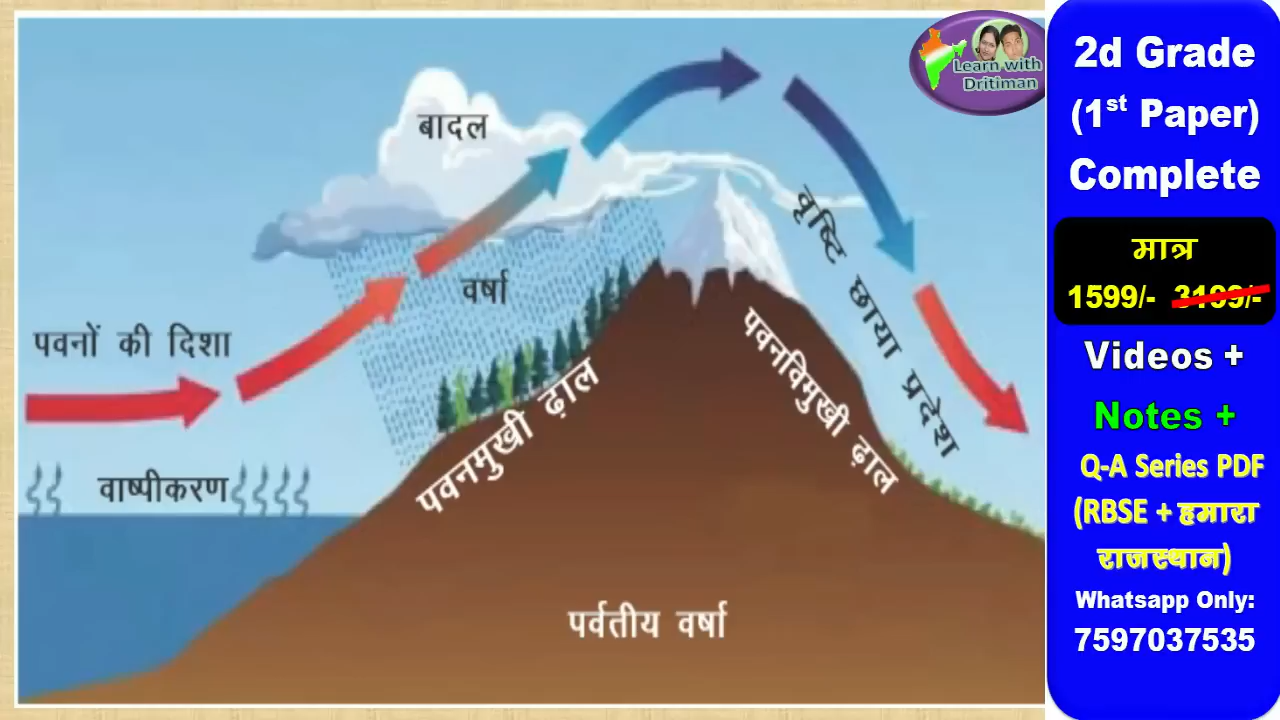 Learn with
Dritiman
बादल
वर्षा
पवनों की दिशा
वाष्पीकरण
पवनमुखी ढ़ाल
वृष्टि छाया प्रदेश
पवनविमुखी ढ़ाल
पर्वतीय वर्षा
2d Grade
(1st Paper)
Complete
मात्र
1599/- 3199/-
Videos +
Notes +
Q-A Series PDF
(RBSE + हमारा
राजस्थान)
Whatsapp Only:
7597037535